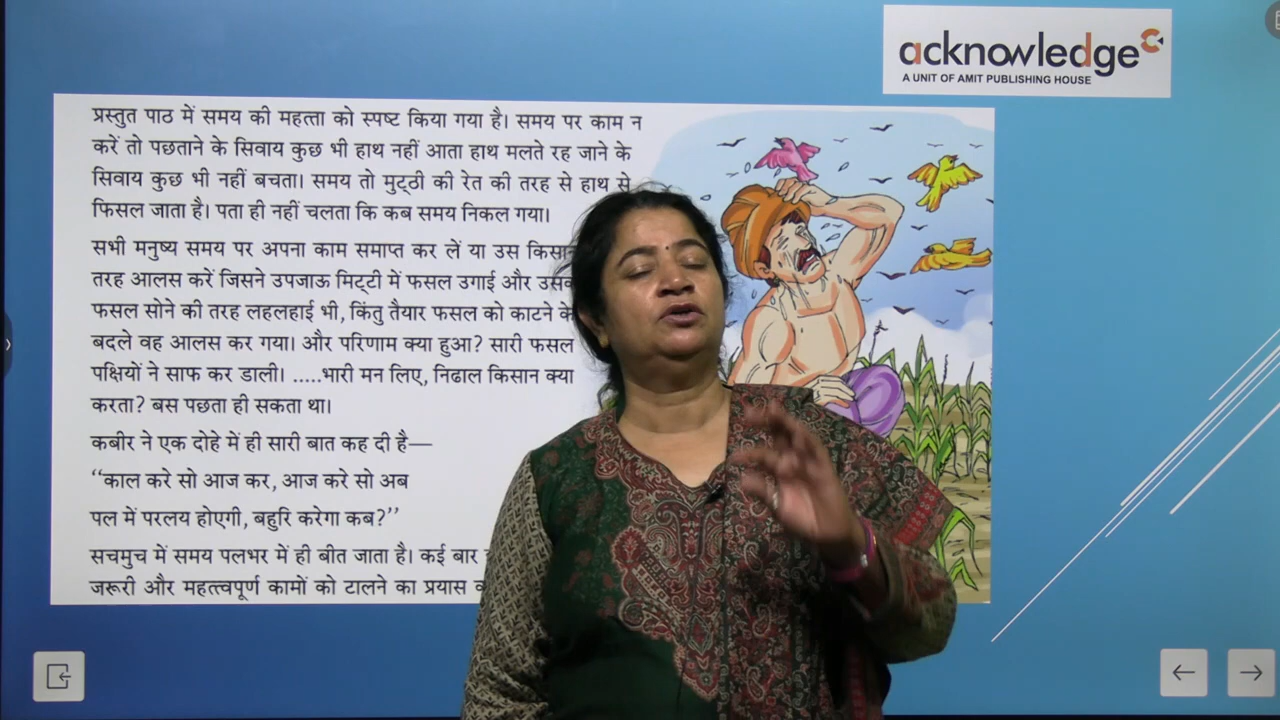 acknowledge
A UNIT OF AMIT PUBLISHING HOUSE
प्रस्तुत पाठ में समय की महत्ता को स्पष्ट किया गया है। समय पर काम न
करें तो पछताने के सिवाय कुछ भी हाथ नहीं आता हाथ मलते रह जाने के
सिवाय कुछ भी नहीं बचता। समय तो मुट्ठी की रेत की तरह से हाथ से
फिसल जाता है। पता ही नहीं चलता कि कब समय निकल गया।
सभी मनुष्य समय पर अपना काम समाप्त कर लें या उस किसान
तरह आलस करें जिसने उपजाऊ मिट्टी में फसल उगाई और
फसल सोने की तरह लहलहाई भी, किंतु तैयार फसल को काटने के
बदले वह आलस कर गया। और परिणाम क्या हुआ? सारी फसल
पक्षियों ने साफ कर डाली। .....भारी मन लिए, निढाल किसान क्या
करता? बस पछता ही सकता था।
कबीर ने एक दोहे में ही सारी बात कह दी है—
‘‘काल करे सो आज कर, आज करे सो अब
पल में परलय होएगी, बहुरि करेगा कब?’’
सचमुच में समय पलभर में ही बीत जाता है। कई बार
जरूरी और महत्त्वपूर्ण कामों को टालने का प्रयास